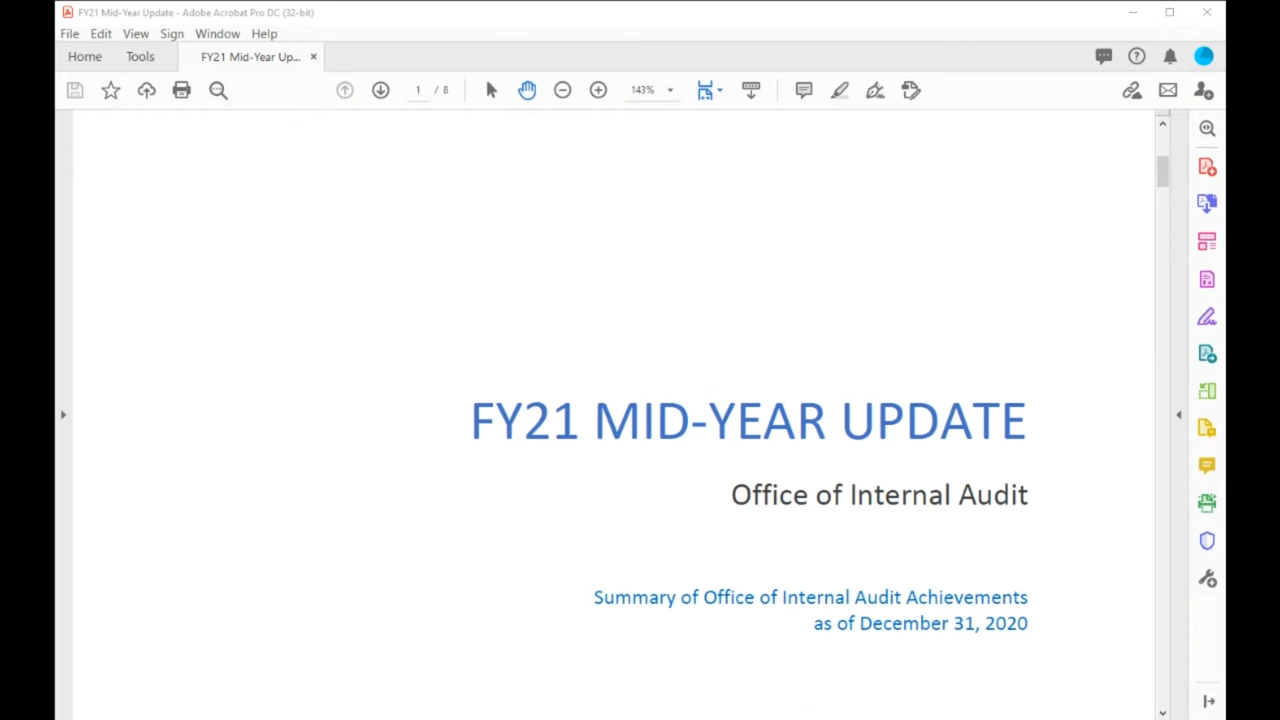 FY21 Mid-Year Update - Adobe Acrobat Pro DC (32-bit)
File Edit View Sign Window Help
Home Tools FY21 Mid-Year Up... ×
1 / 8 143%
FY21 MID-YEAR UPDATE
Office of Internal Audit
Summary of Office of Internal Audit Achievements
as of December 31, 2020